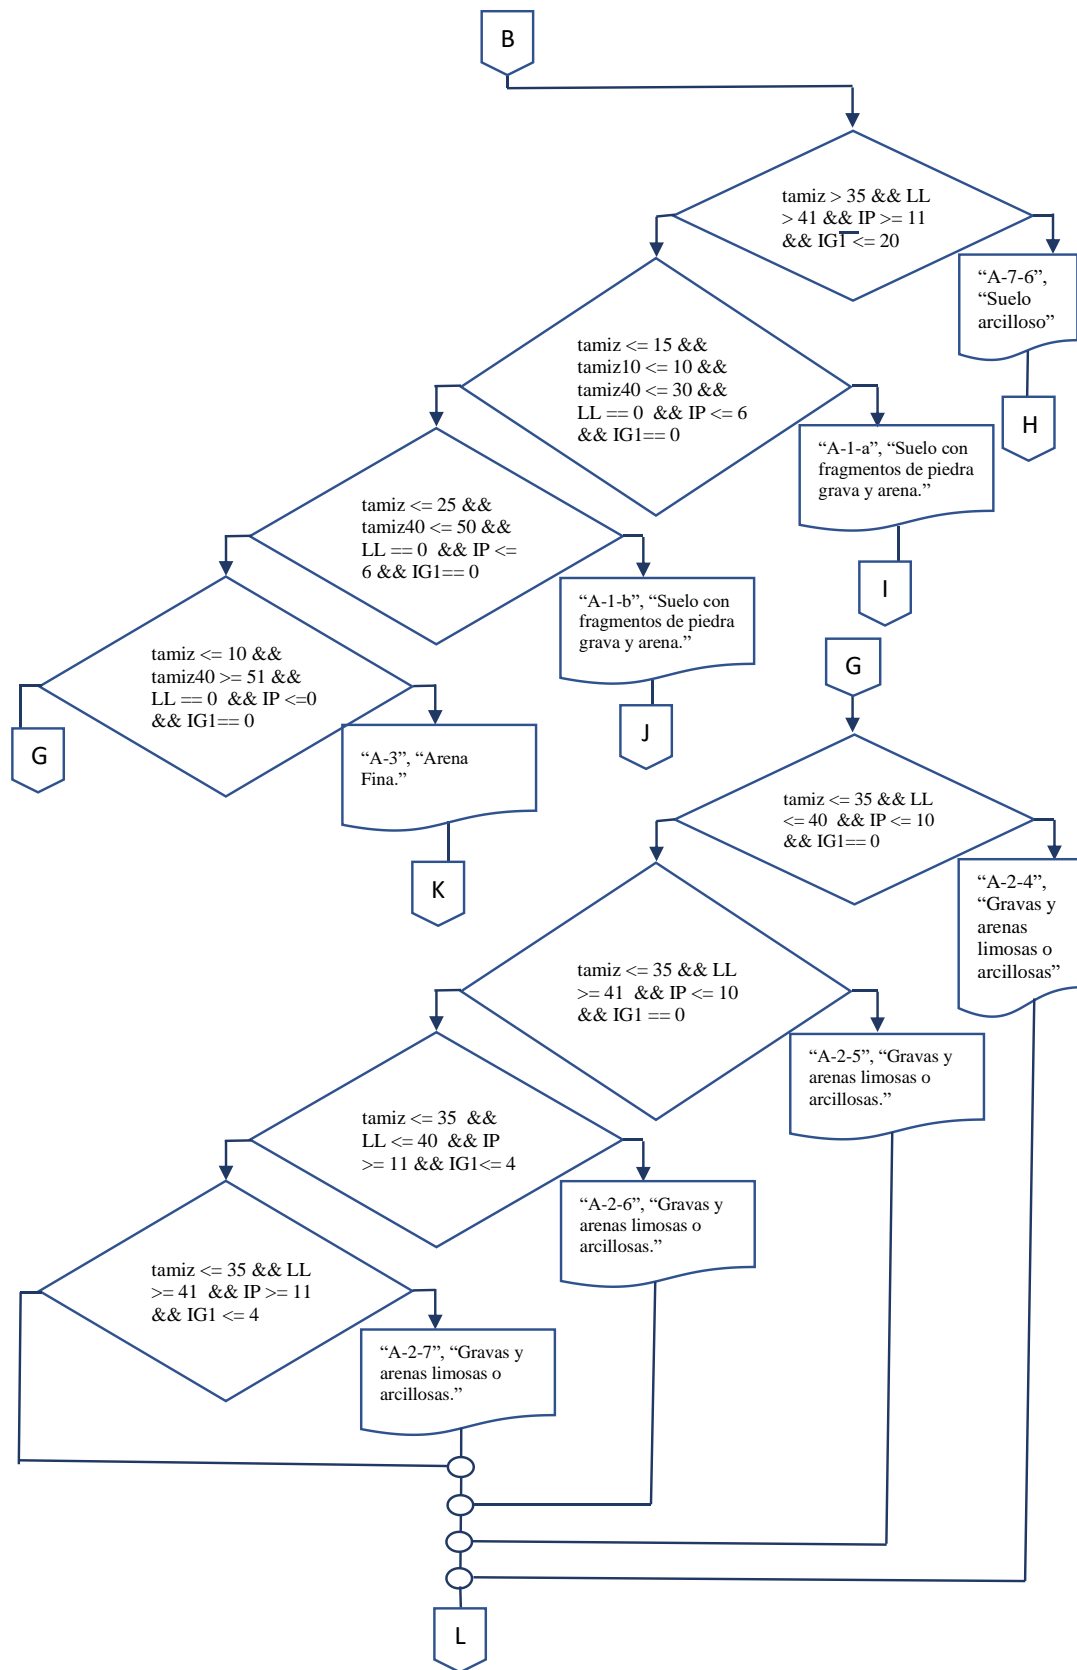 B
tamiz > 35 && LL
> 41 && IP >= 11
&& IG1 <= 20
"A-7-6",
"Suelo
arcilloso"
H
tamiz <= 15 &&
tamiz10 <= 10 &&
tamiz40 <= 30 &&
LL == 0 && IP <= 6
&& IG1== 0
"A-1-a", "Suelo con
fragmentos de piedra
grava y arena."
I
tamiz <= 25 &&
tamiz40 <= 50 &&
LL == 0 && IP <=
6 && IG1== 0
"A-1-b", "Suelo con
fragmentos de piedra
grava y arena."
J
tamiz <= 10 &&
tamiz40 >= 51 &&
LL == 0 && IP <=0
&& IG1== 0
G
"A-3", "Arena
Fina."
K
G
tamiz <= 35 && LL
<= 40 && IP <= 10
&& IG1== 0
"A-2-4",
"Gravas y
arenas
limosas o
arcillosas"
tamiz <= 35 && LL
>= 41 && IP <= 10
&& IG1 == 0
"A-2-5", "Gravas y
arenas limosas o
arcillosas."
tamiz <= 35 &&
LL <= 40 && IP
>= 11 && IG1<= 4
"A-2-6", "Gravas y
arenas limosas o
arcillosas."
tamiz <= 35 && LL
>= 41 && IP >= 11
&& IG1 <= 4
"A-2-7", "Gravas y
arenas limosas o
arcillosas."
L